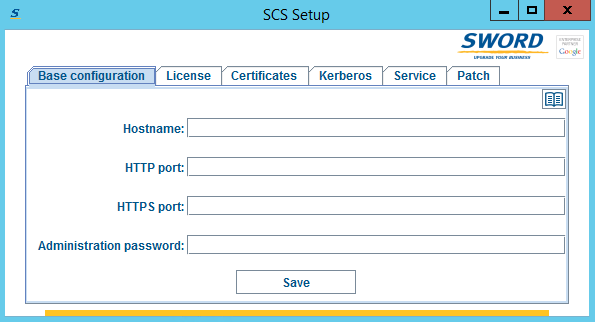 SCS Setup
SWORD
UPGRADE YOUR BUSINESS
ENTERPRISE
PARTNER
Google
Base configuration License Certificates Kerberos Service Patch
Hostname:
HTTP port:
HTTPS port:
Administration password:
Save